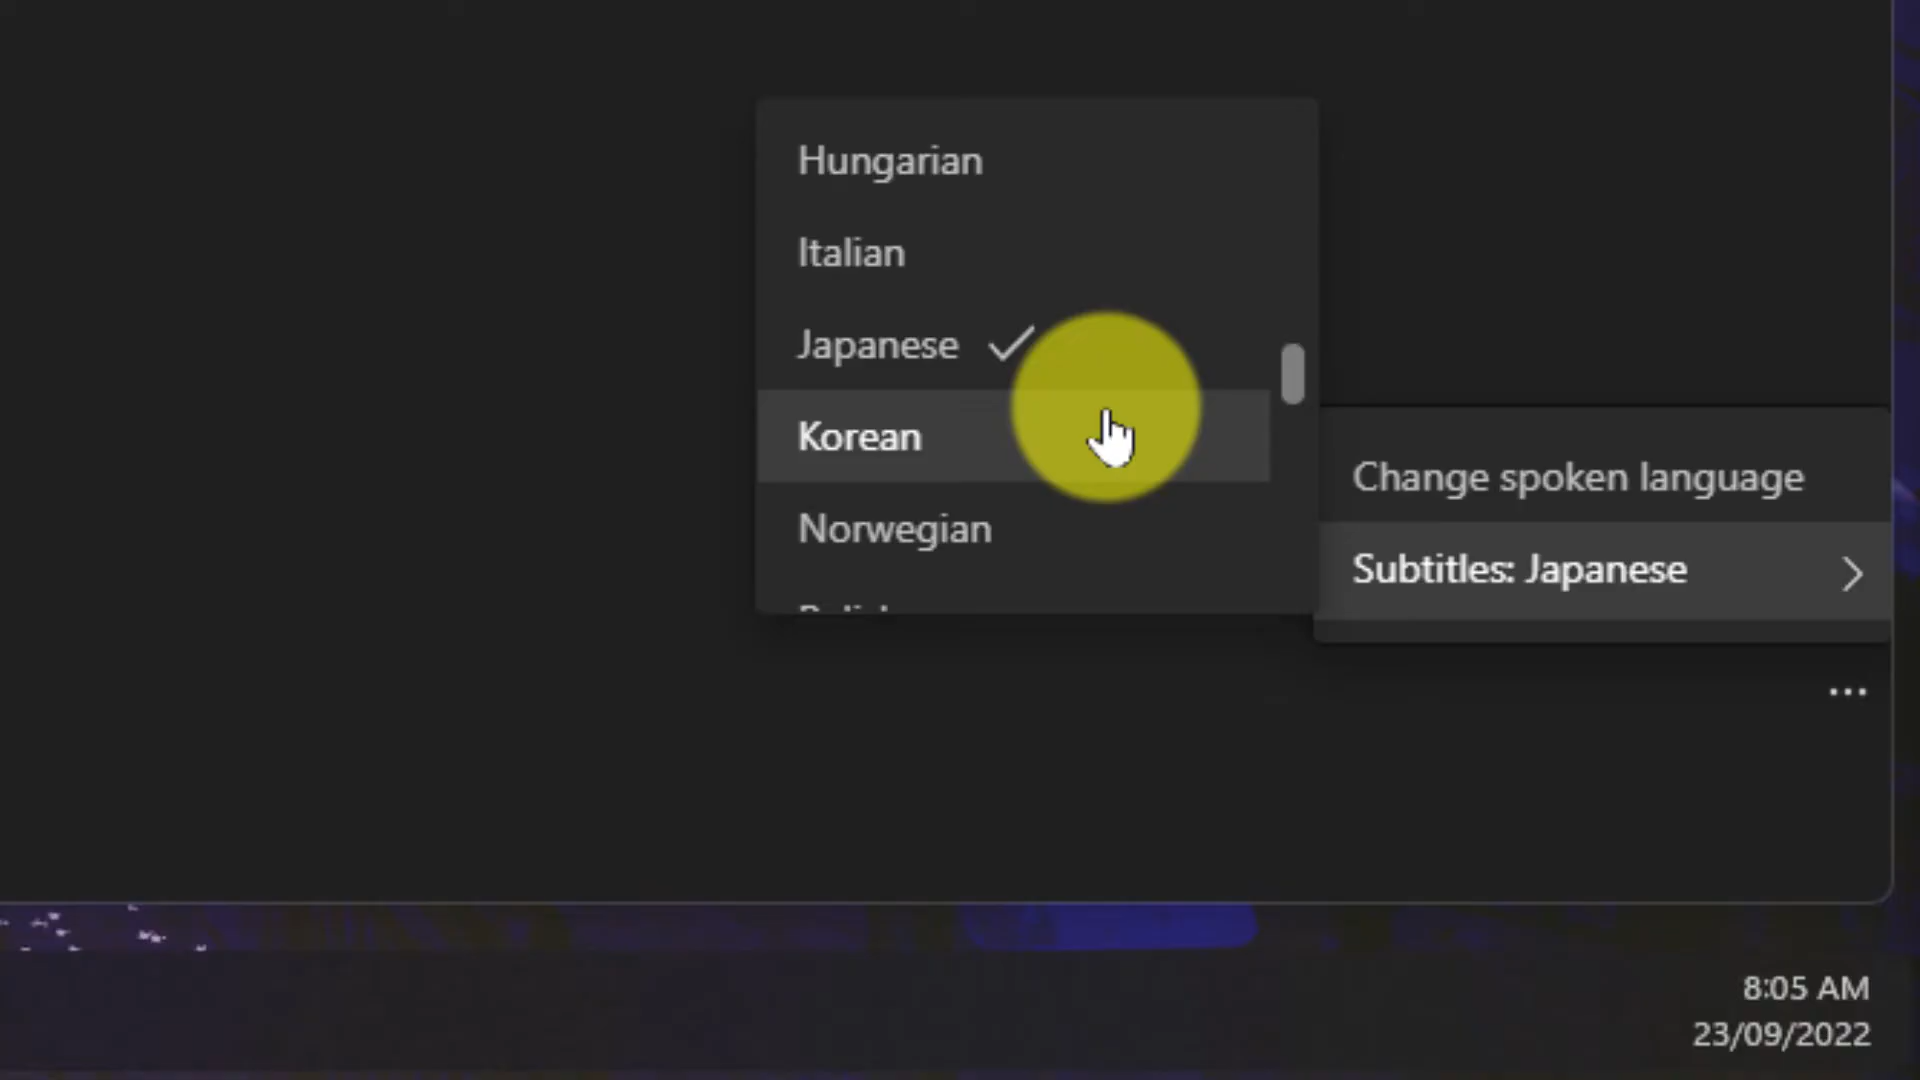 Hungarian
Italian
Japanese
Korean
Norwegian
Change spoken language
Subtitles: Japanese
8:05 AM
23/09/2022